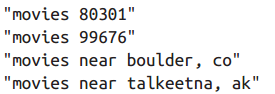 "movies 80301"
"movies 99676"
"movies near boulder, co"
"movies near talkeetna, ak"